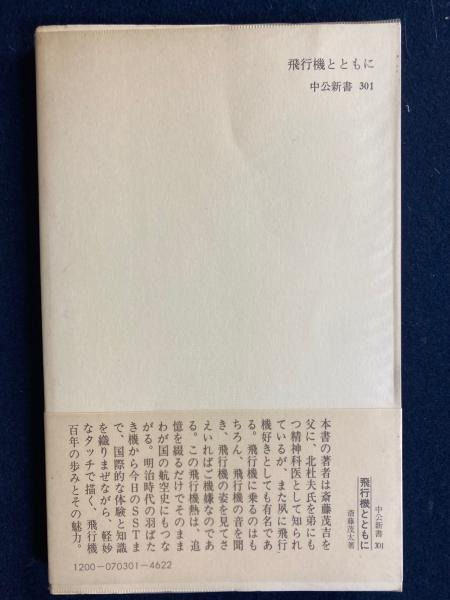 飛行機とともに
中公新書 301
本書の著者は斎藤茂吉を
父に、北杜夫氏を弟にも
つ精神科医として知られ
ているが、また夙に飛行
機好きとしても有名であ
る。飛行機に乗るのはも
ちろん、飛行機の音を聞
き、飛行機の姿を見てさ
えいればご機嫌なのであ
る。この飛行機熱は、追
憶を綴るだけでそのまま
わが国の航空史にもつな
がる。明治時代の羽ばた
き機から今日のSSTま
で、国際的な体験と知識
を織りまぜながら、軽妙
なタッチで描く、飛行機
百年の歩みとその魅力。
中公新書 301
飛行機とともに
斎藤茂太著
1200-070301-4622